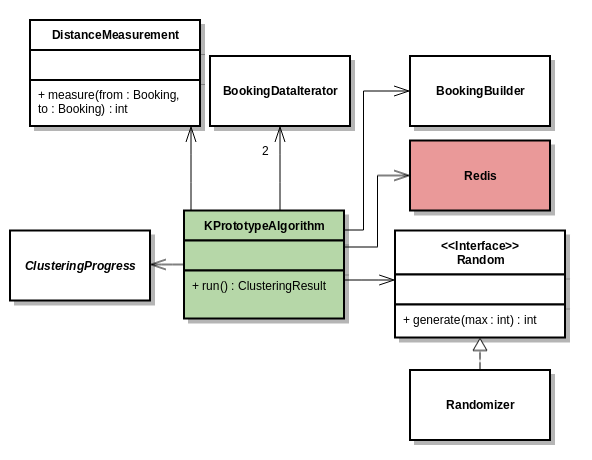 DistanceMeasurement
+ measure(from : Booking,
to : Booking) : int
BookingDataIterator
BookingBuilder
2
Redis
KPrototypeAlgorithm
+ run() : ClusteringResult
ClusteringProgress
<<Interface>>
Random
+ generate(max : int) : int
Randomizer